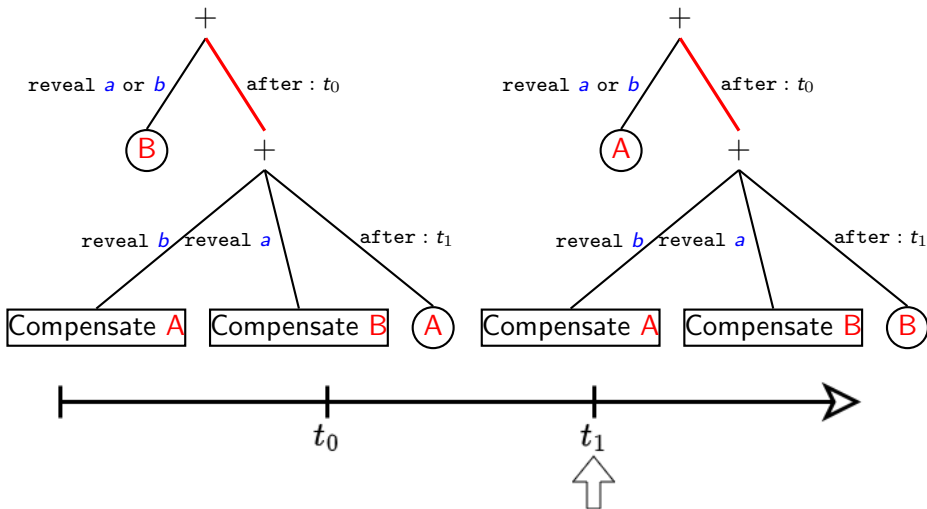 + +
reveal a or b after : t₀ reveal a or b after : t₀
B A
+ +
reveal b reveal a after : t₁ reveal b reveal a after : t₁
Compensate A Compensate B A Compensate A Compensate B B
t₀ t₁